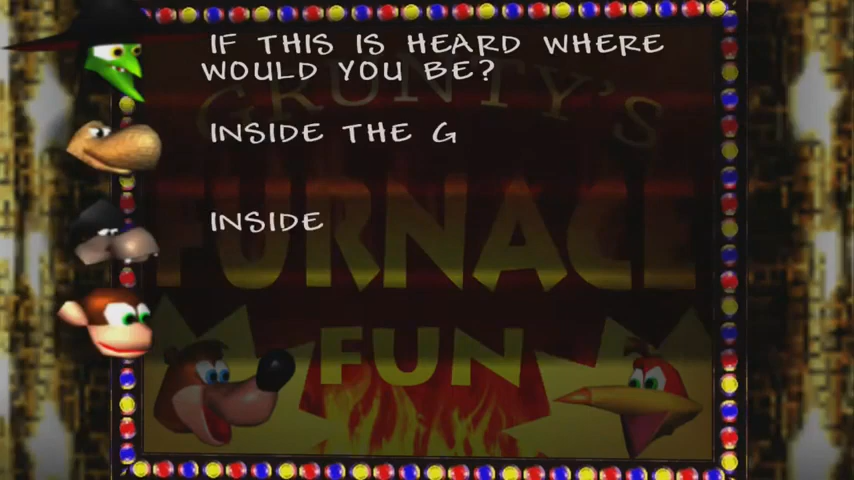 IF THIS IS HEARD WHERE
WOULD YOU BE?
INSIDE THE G
INSIDE
GRUNTY'S
FURNACE
FUN